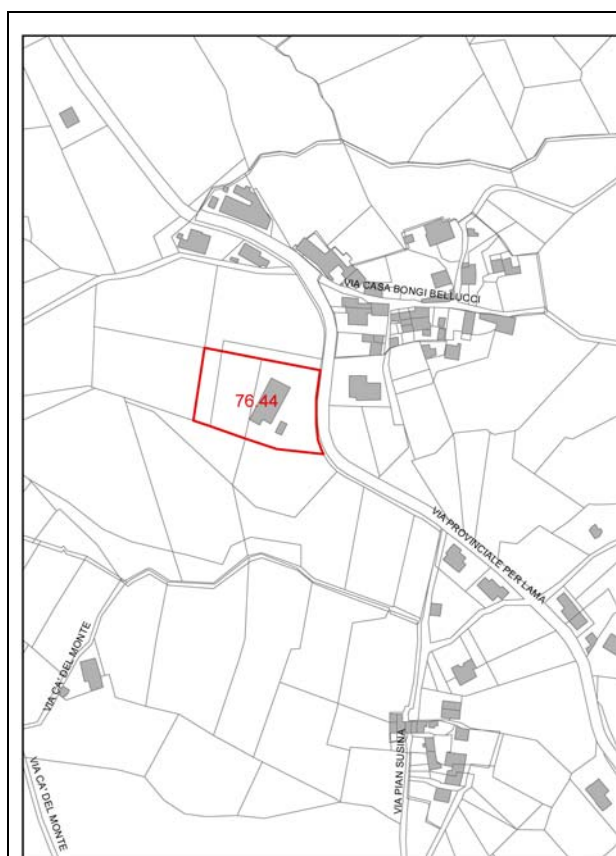 VIA CASA BONGI BELLUCCI
76.44
VIA PROVINCIALE PER LAMA
VIA CA' DEL MONTE
VIA PIAN SUSINA
VIA CA' DEL MONTE